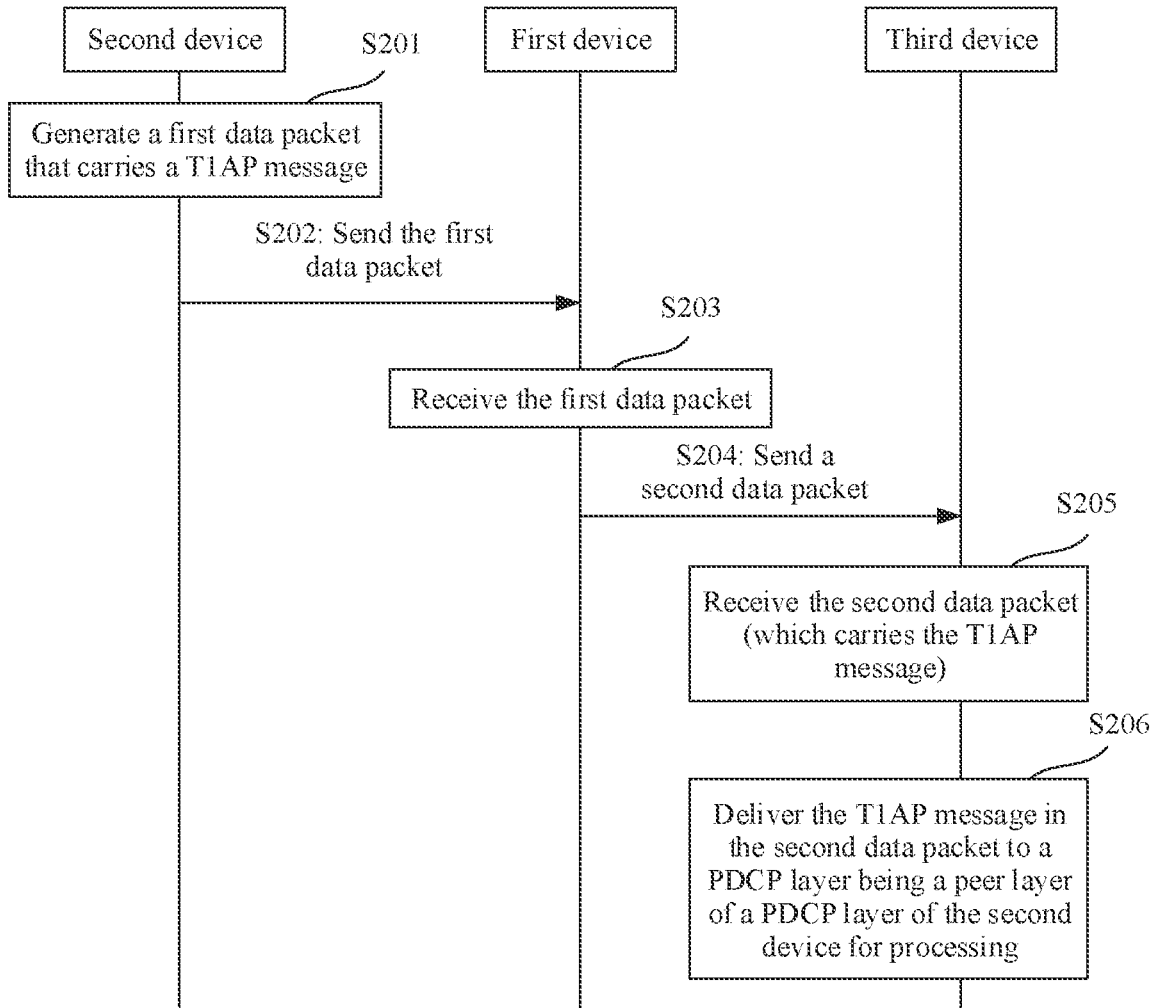 Second device
First device
Third device
S201
Generate a first data packet
that carries a T1AP message
S202: Send the first
data packet
S203
Receive the first data packet
S204: Send a
second data packet
S205
Receive the second data packet
(which carries the T1AP
message)
S206
Deliver the T1AP message in
the second data packet to a
PDCP layer being a peer layer
of a PDCP layer of the second
device for processing